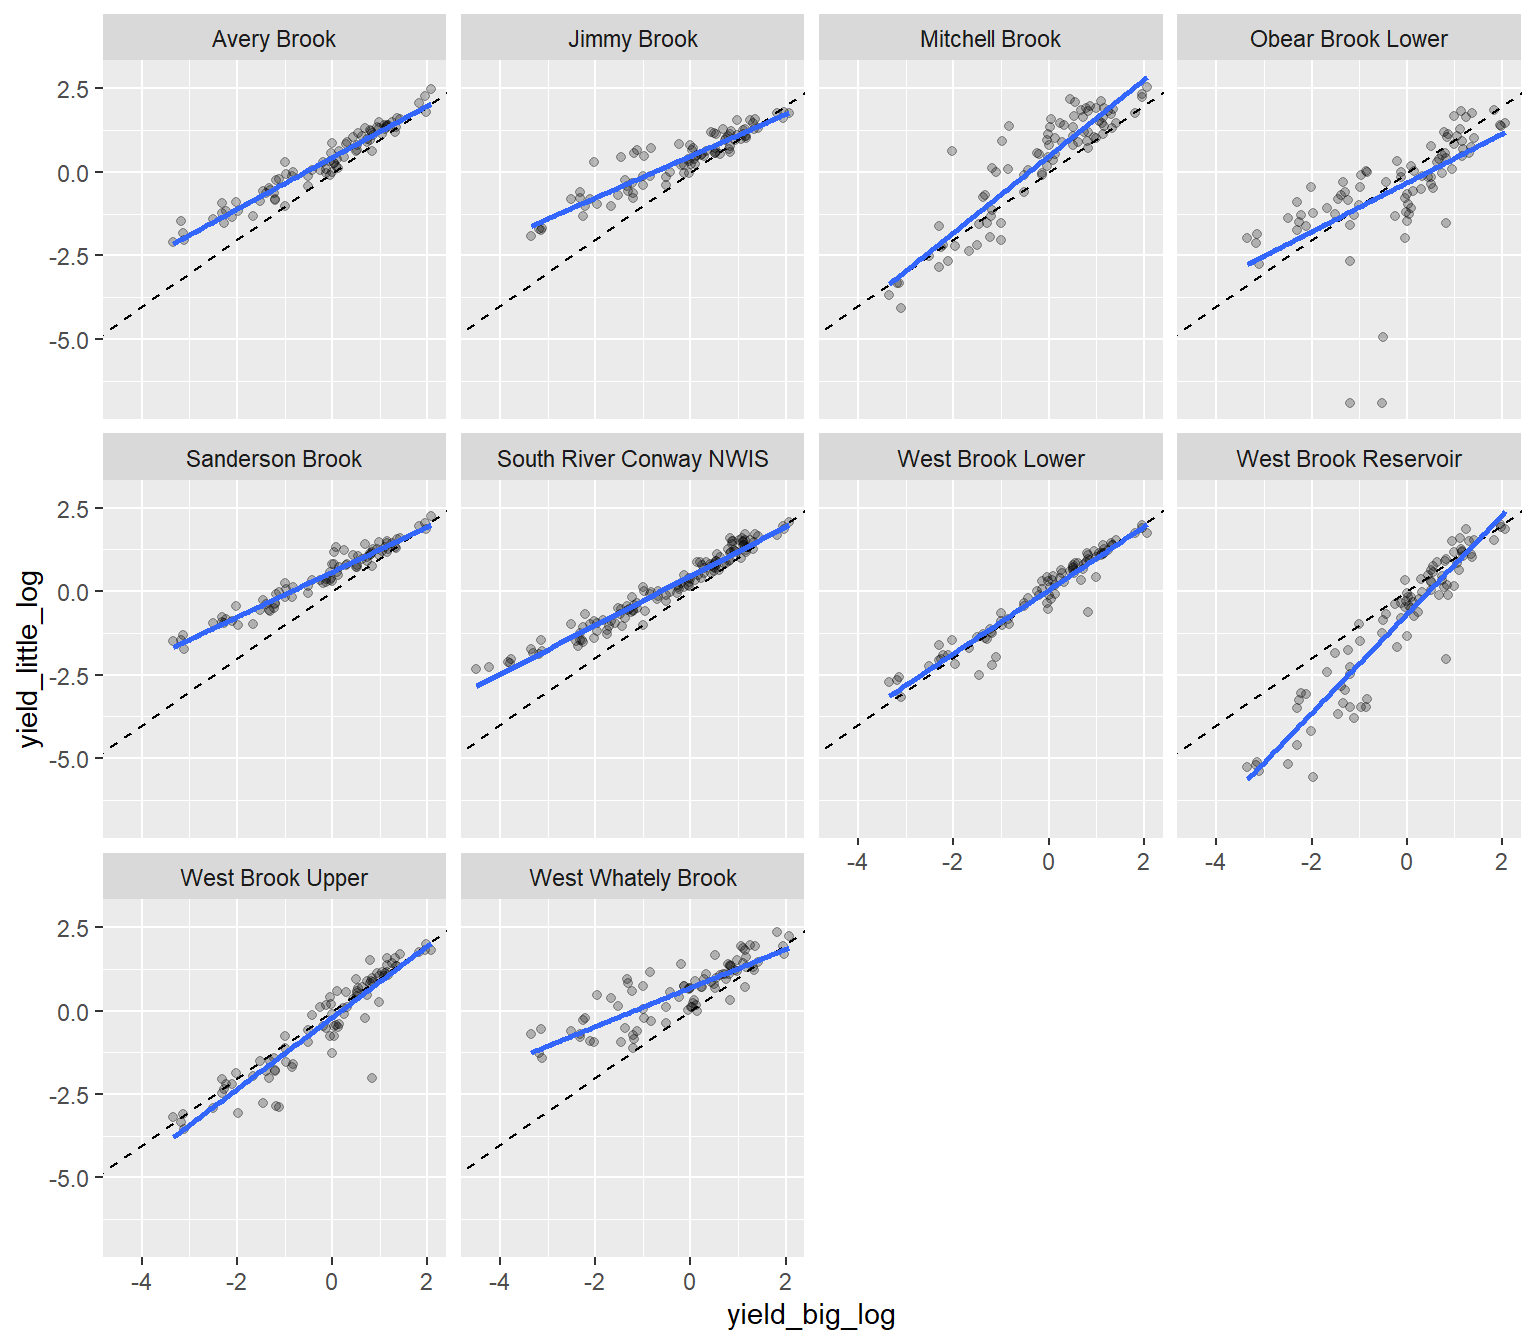 Avery Brook
Jimmy Brook
Mitchell Brook
Obear Brook Lower
2.5
0.0
-2.5
-5.0
Sanderson Brook
South River Conway NWIS
West Brook Lower
West Brook Reservoir
2.5
0.0
-2.5
-5.0
yield_little_log
-4 -2 0 2
-4 -2 0 2
West Brook Upper
West Whately Brook
2.5
0.0
-2.5
-5.0
-4 -2 0 2
-4 -2 0 2
yield_big_log